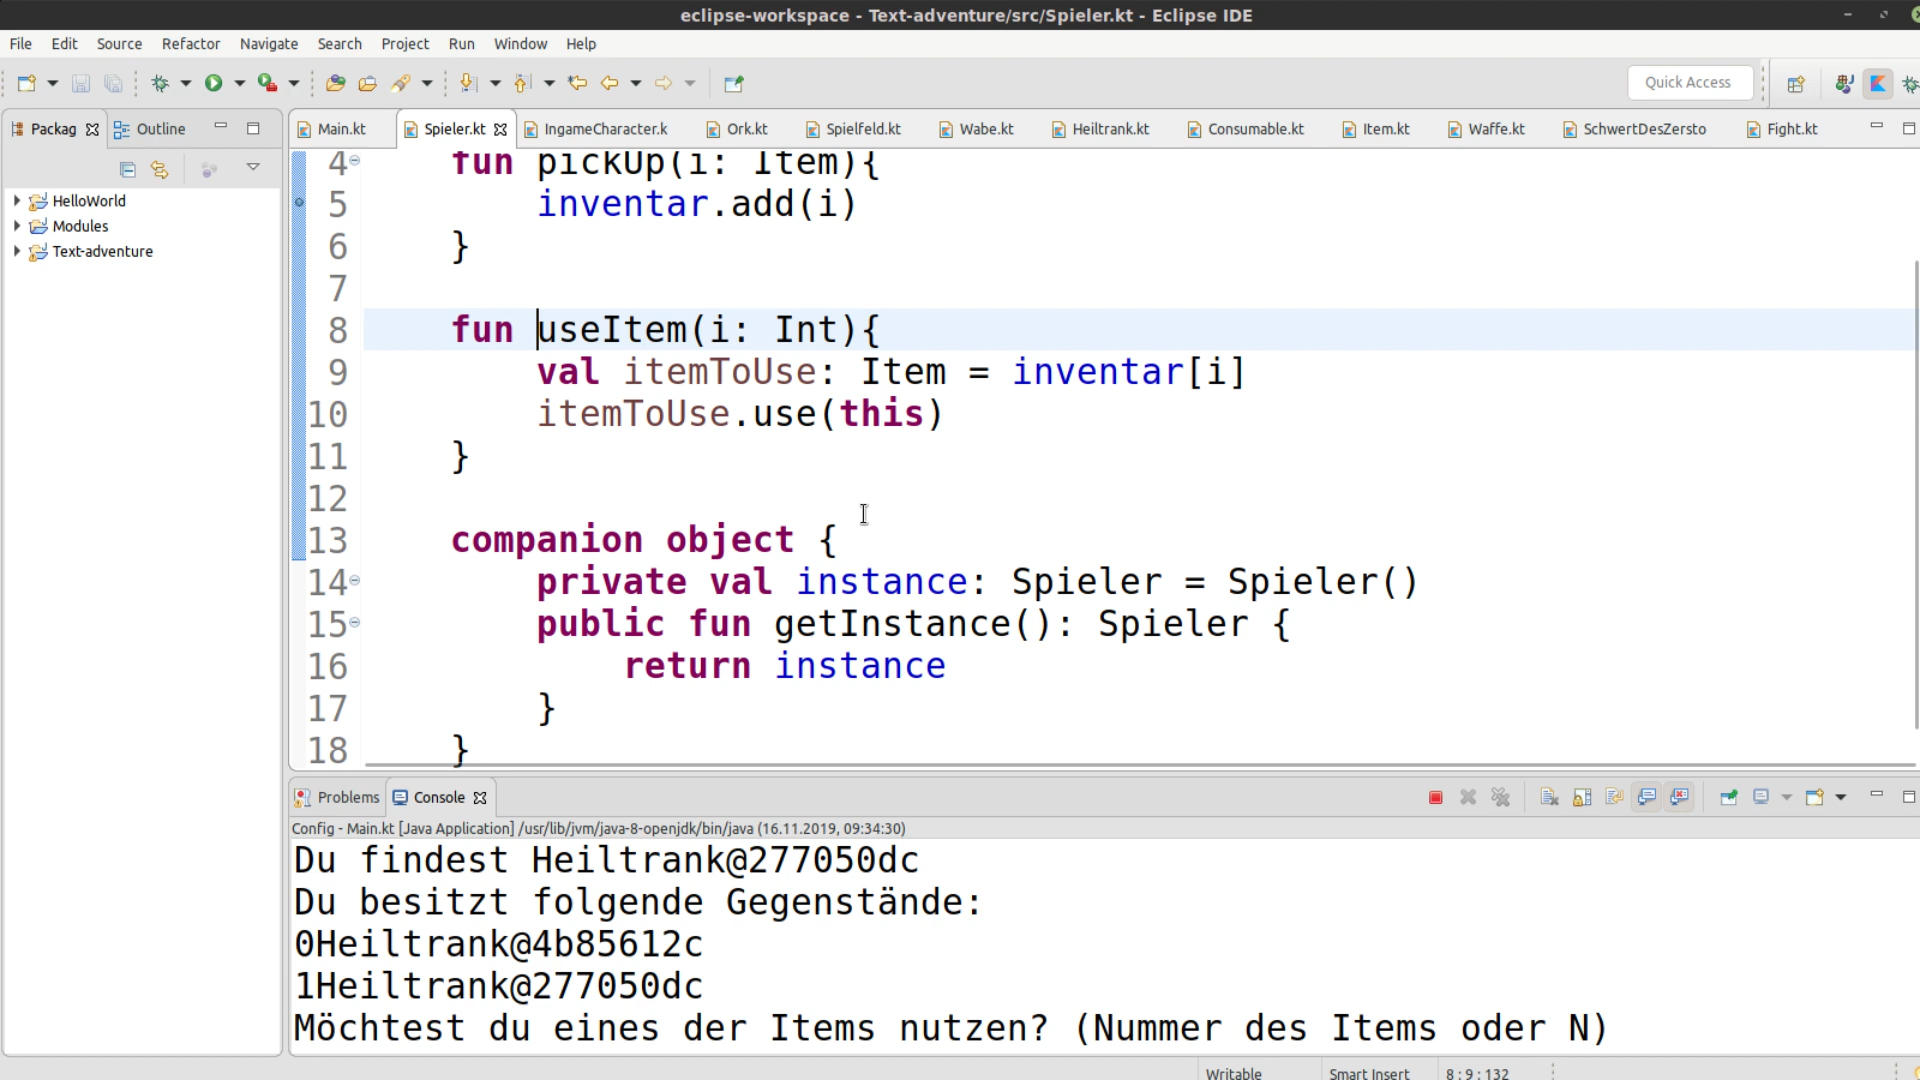 eclipse-workspace - Text-adventure/src/Spieler.kt - Eclipse IDE
File Edit Source Refactor Navigate Search Project Run Window Help
Quick Access
Packag Outline
HelloWorld
Modules
Text-adventure
Main.kt Spieler.kt IngameCharacter.k Ork.kt Spielfeld.kt Wabe.kt Heiltrank.kt Consumable.kt Item.kt Waffe.kt SchwertDesZersto Fight.kt
4 fun pickUp(i: Item){
5 inventar.add(i)
6 }
7
8 fun useItem(i: Int){
9 val itemToUse: Item = inventar[i]
10 itemToUse.use(this)
11 }
12
13 companion object {
14 private val instance: Spieler = Spieler()
15 public fun getInstance(): Spieler {
16 return instance
17 }
18 }
Problems Console
Config - Main.kt [Java Application] /usr/lib/jvm/java-8-openjdk/bin/java (16.11.2019, 09:34:30)
Du findest Heiltrank@277050dc
Du besitzt folgende Gegenstände:
0Heiltrank@4b85612c
1Heiltrank@277050dc
Möchtest du eines der Items nutzen? (Nummer des Items oder N)
Writable Smart Insert 8 : 9 : 132